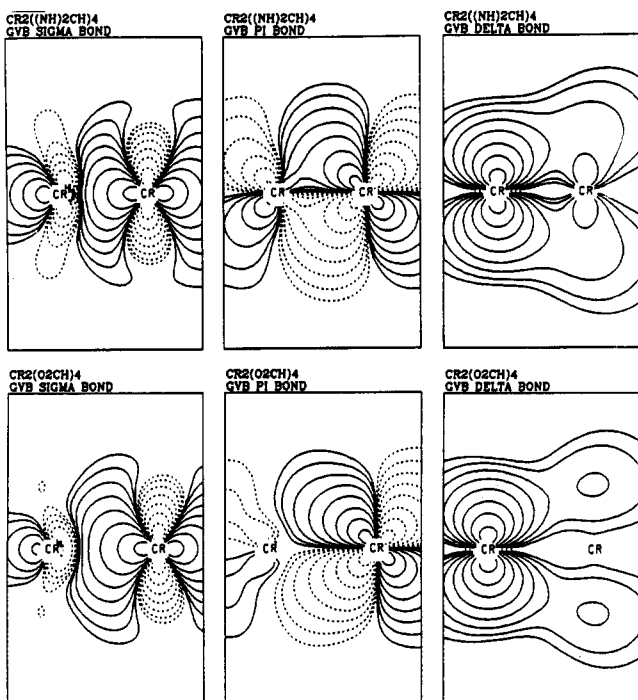 CR2((NH)2CH)4
GVB SIGMA BOND
CR2((NH)2CH)4
GVB PI BOND
CR2((NH)2CH)4
GVB DELTA BOND
CR
CR
CR
CR
CR
CR
CR2(O2CH)4
GVB SIGMA BOND
CR2(O2CH)4
GVB PI BOND
CR2(O2CH)4
GVB DELTA BOND
CR
CR
CR
CR
CR
CR